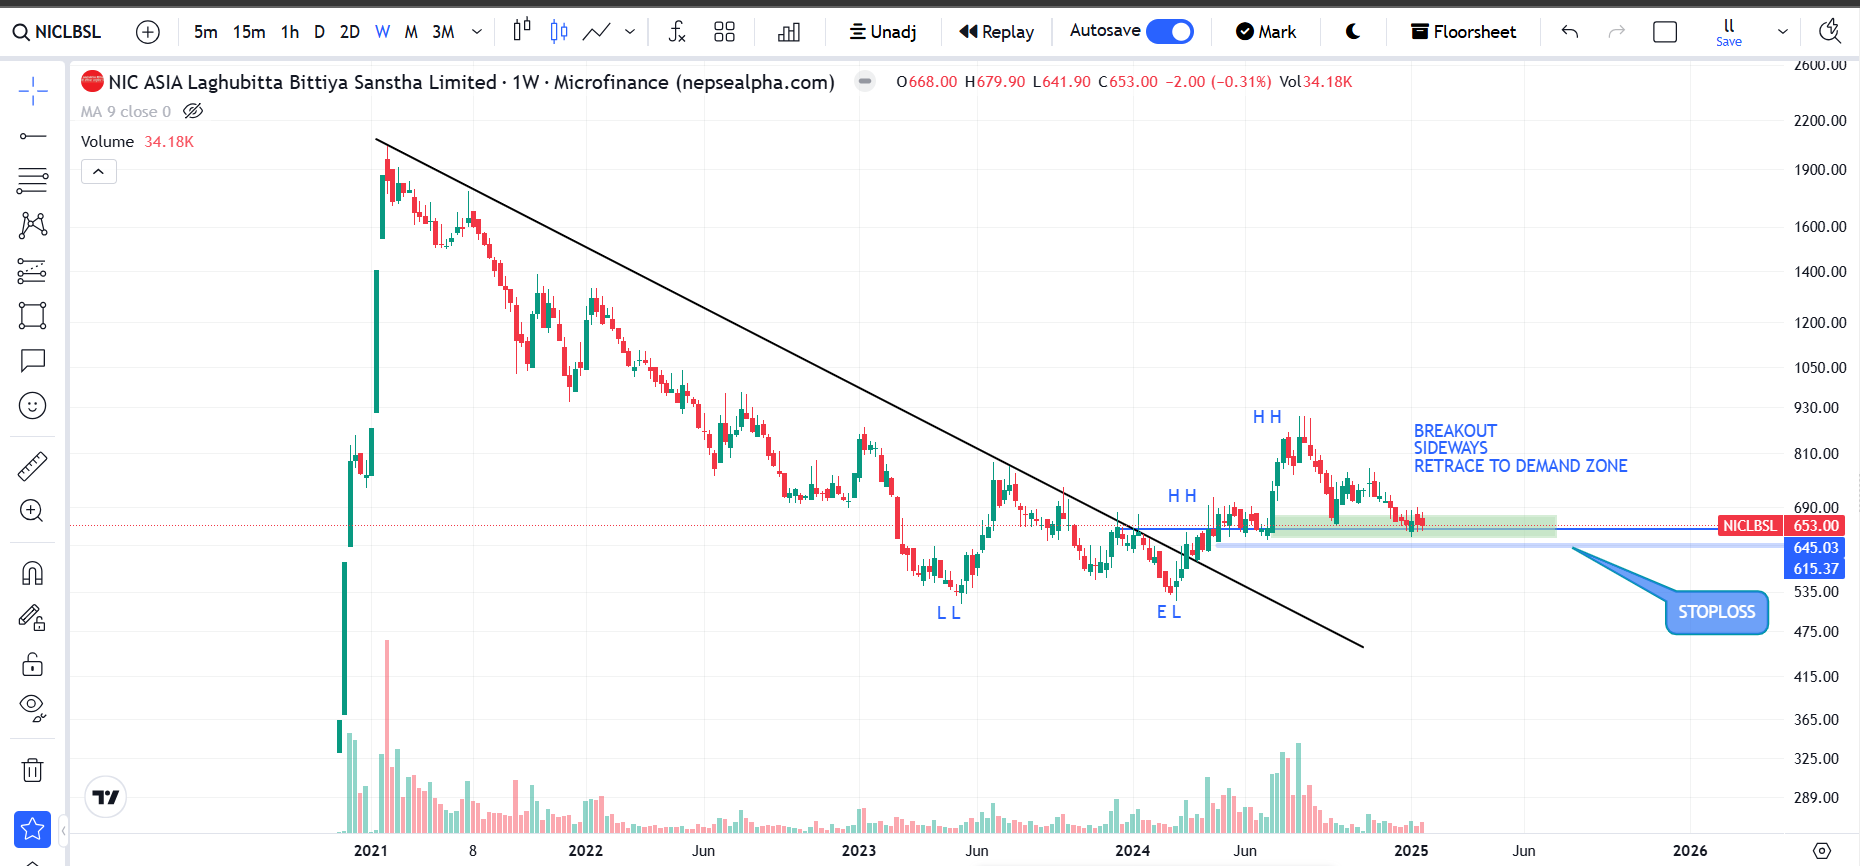 NICLBSL 5m 15m 1h D 2D W M 3M Unadj Replay Autosave Mark Floorsheet ll Save
NIC ASIA Laghubitta Bittiya Sanstha Limited · 1W · Microfinance (nepsealpha.com) O668.00 H679.90 L641.90 C653.00 −2.00 (−0.31%) Vol34.18K
MA 9 close 0
Volume 34.18K
2600.00
2200.00
1900.00
1600.00
1400.00
1200.00
1050.00
930.00
810.00
690.00
NICLBSL 653.00
645.03
615.37
535.00
475.00
415.00
365.00
325.00
289.00
H H
BREAKOUT
SIDEWAYS
RETRACE TO DEMAND ZONE
H H
L L
E L
STOPLOSS
2021 8 2022 Jun 2023 Jun 2024 Jun 2025 Jun 2026